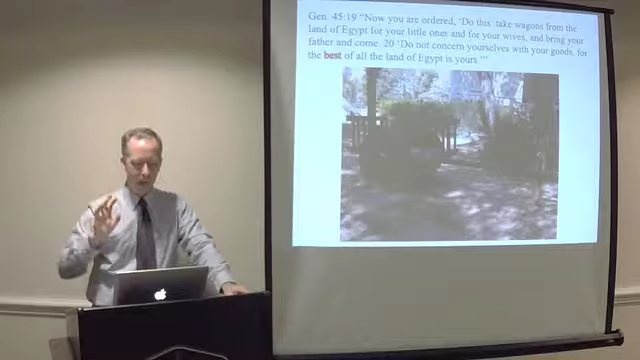 Gen 45:19 "Now you are ordered, 'Do this take wagons from the
land of Egypt for your little ones and for your wives, and bring your
father and come. 20 'Do not concern yourselves with your goods, for
the best of all the land of Egypt is yours.'"